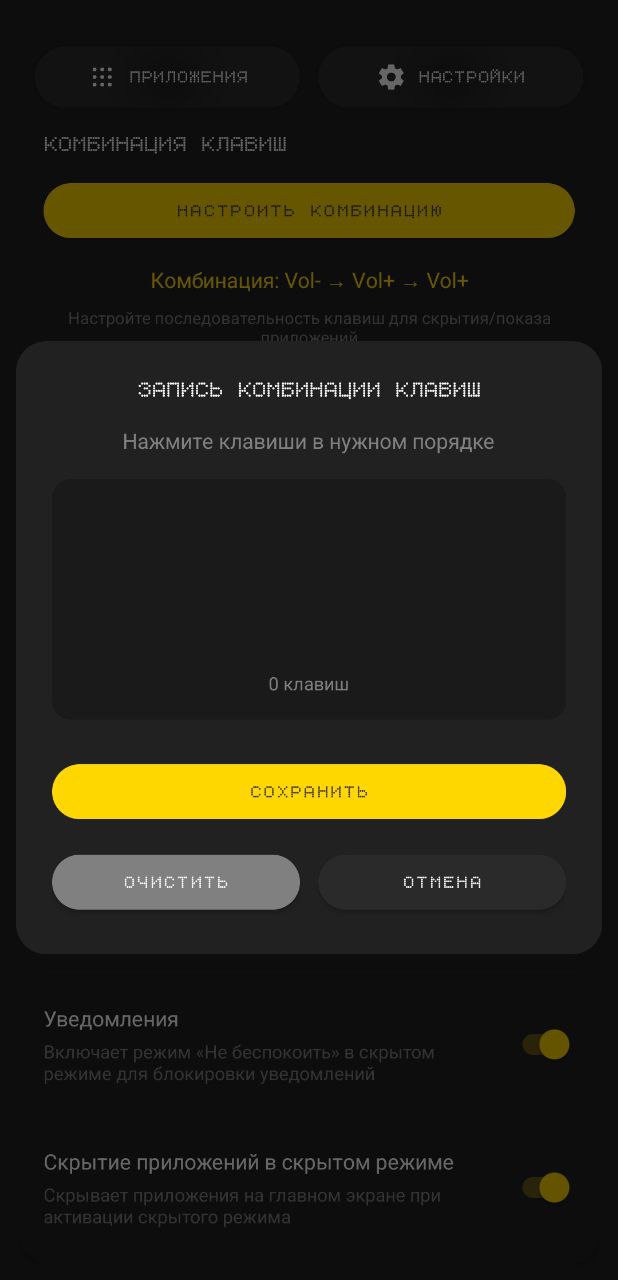 ПРИЛОЖЕНИЯ
НАСТРОЙКИ
КОМБИНАЦИЯ КЛАВИШ
НАСТРОИТЬ КОМБИНАЦИЮ
Комбинация: Vol- → Vol+ → Vol+
Настройте последовательность клавиш для скрытия/показа
приложений
ЗАПИСЬ КОМБИНАЦИИ КЛАВИШ
Нажмите клавиши в нужном порядке
0 клавиш
СОХРАНИТЬ
ОЧИСТИТЬ
ОТМЕНА
Уведомления
Включает режим «Не беспокоить» в скрытом
режиме для блокировки уведомлений
Скрытие приложений в скрытом режиме
Скрывает приложения на главном экране при
активации скрытого режима